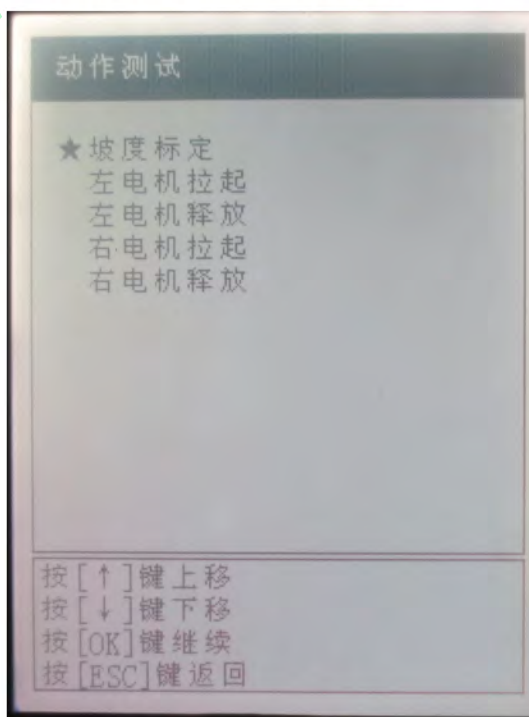 动作测试
★坡度标定
左电机拉起
左电机释放
右电机拉起
右电机释放
按[↑]键上移
按[↓]键下移
按[OK]键继续
按[ESC]键返回